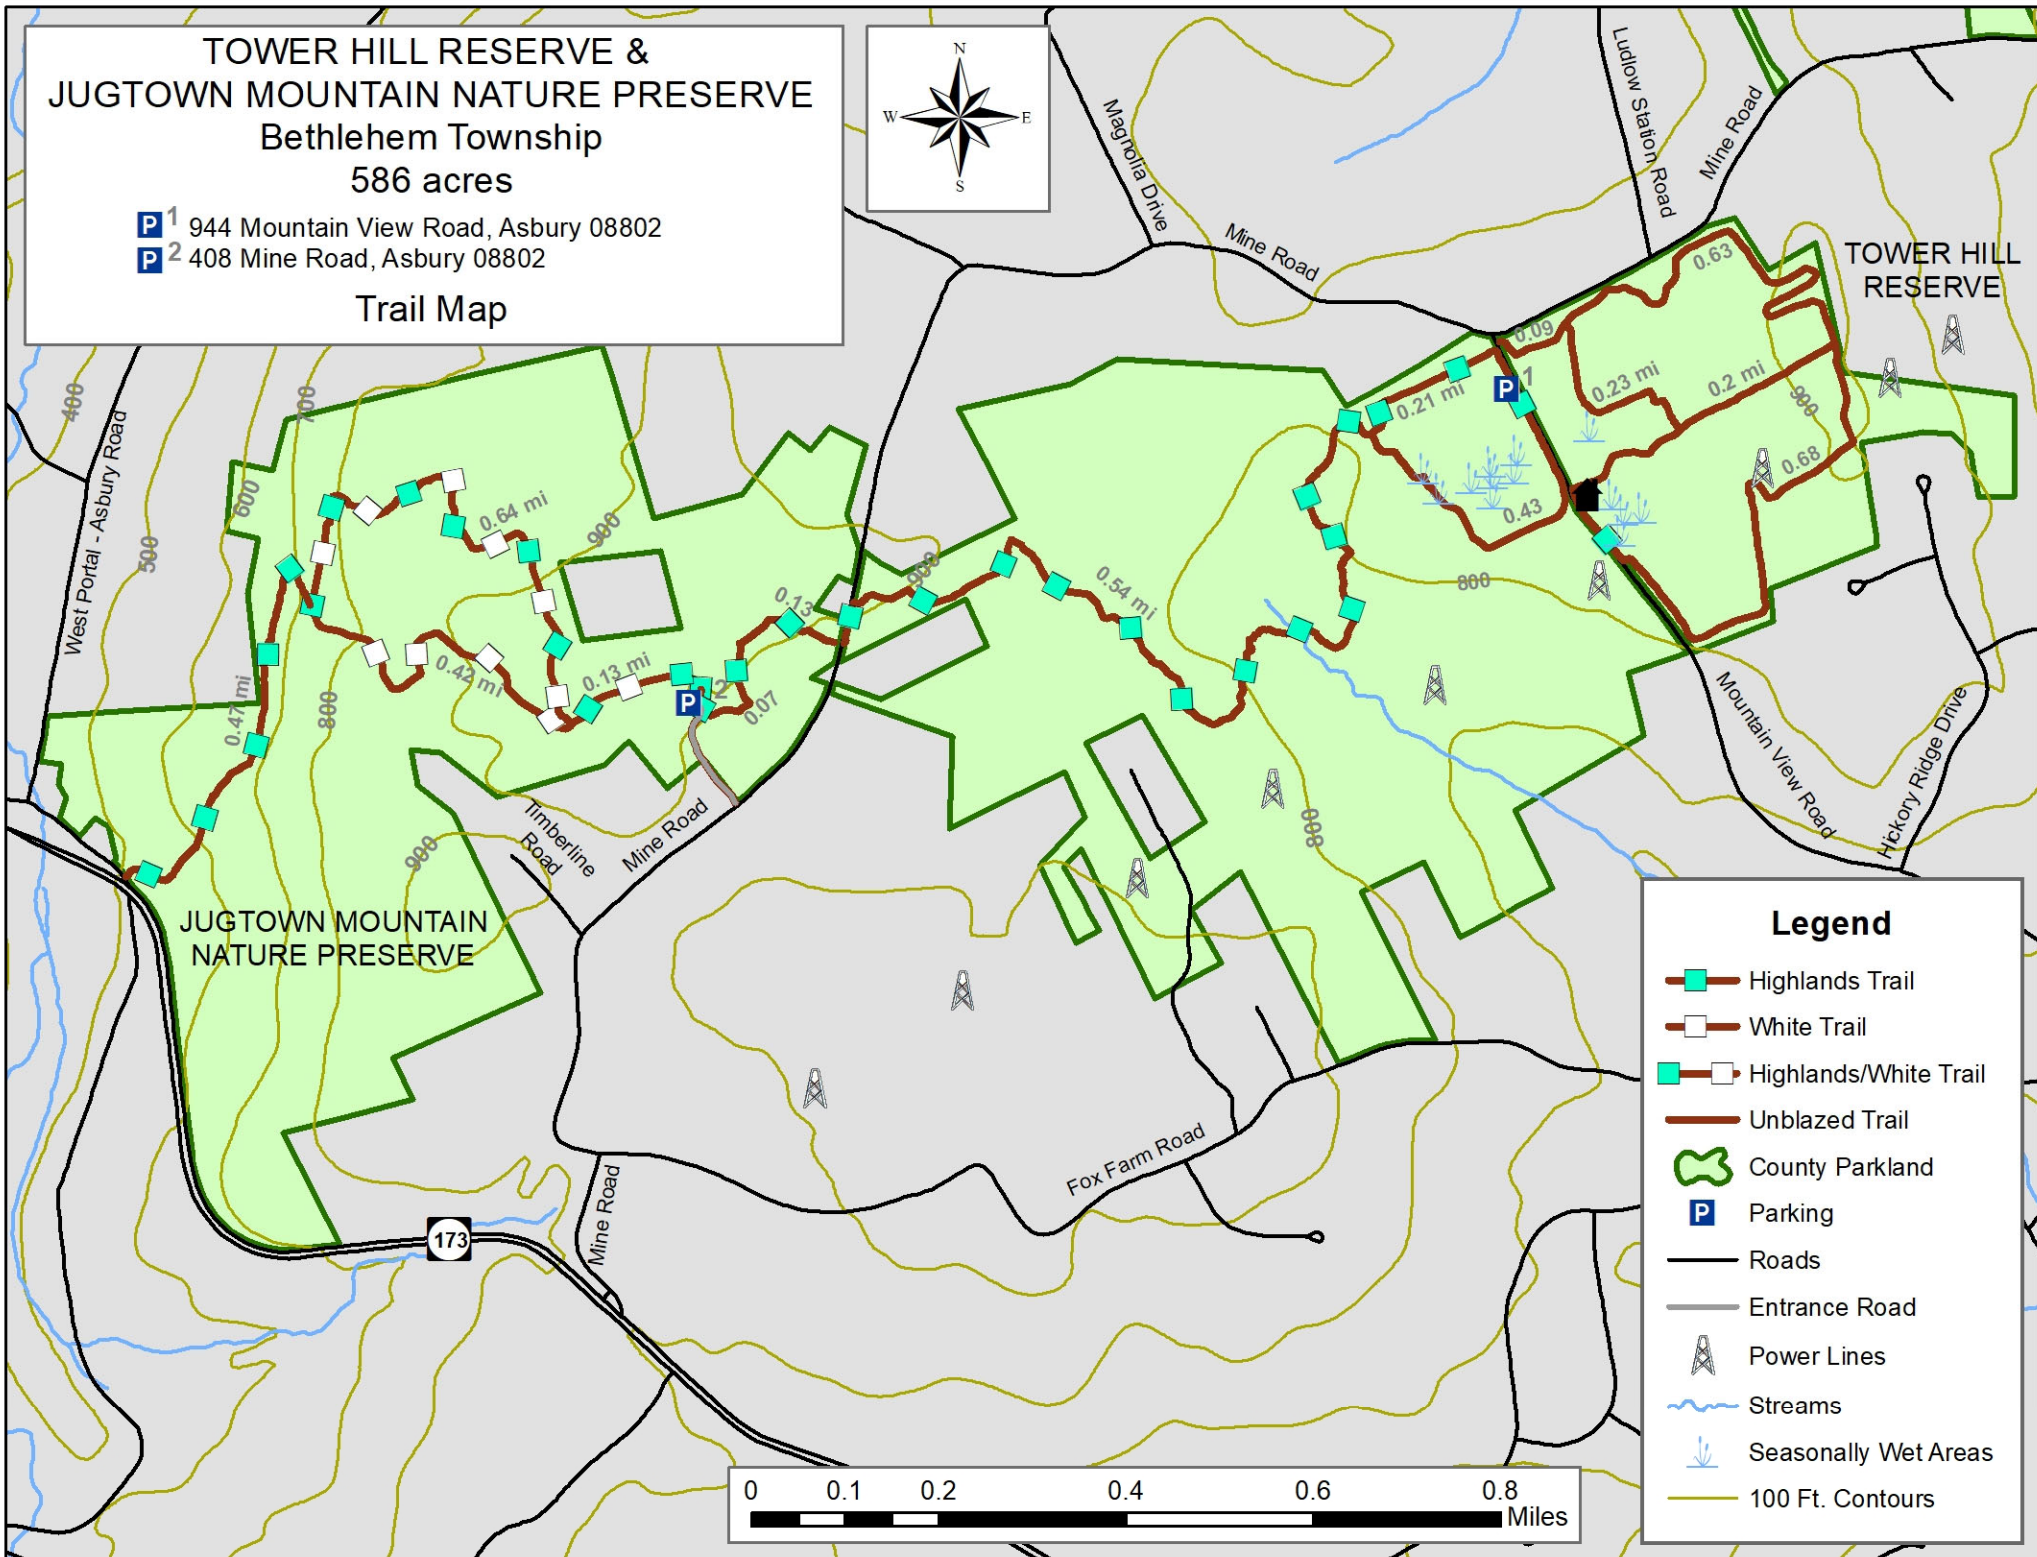 TOWER HILL RESERVE &
JUGTOWN MOUNTAIN NATURE PRESERVE
Bethlehem Township
586 acres
P 1 944 Mountain View Road, Asbury 08802
P 2 408 Mine Road, Asbury 08802
Trail Map
N
W
E
S
Magnolia Drive
Mine Road
Ludlow Station Road
Mine Road
TOWER HILL
RESERVE
0.63
0.09
0.23 mi
0.2 mi
900
0.68
P 1
0.21 mi
0.43
800
400
700
600
500
West Portal - Asbury Road
0.64 mi
900
900
0.54 mi
0.13
0.13 mi
0.42 mi
P 2
0.07
0.47 mi
800
Mountain View Road
Hickory Ridge Drive
800
Timberline
Road
Mine Road
900
JUGTOWN MOUNTAIN
NATURE PRESERVE
Fox Farm Road
Mine Road
173
Legend
Highlands Trail
White Trail
Highlands/White Trail
Unblazed Trail
County Parkland
P Parking
Roads
Entrance Road
Power Lines
Streams
Seasonally Wet Areas
100 Ft. Contours
0 0.1 0.2 0.4 0.6 0.8
Miles